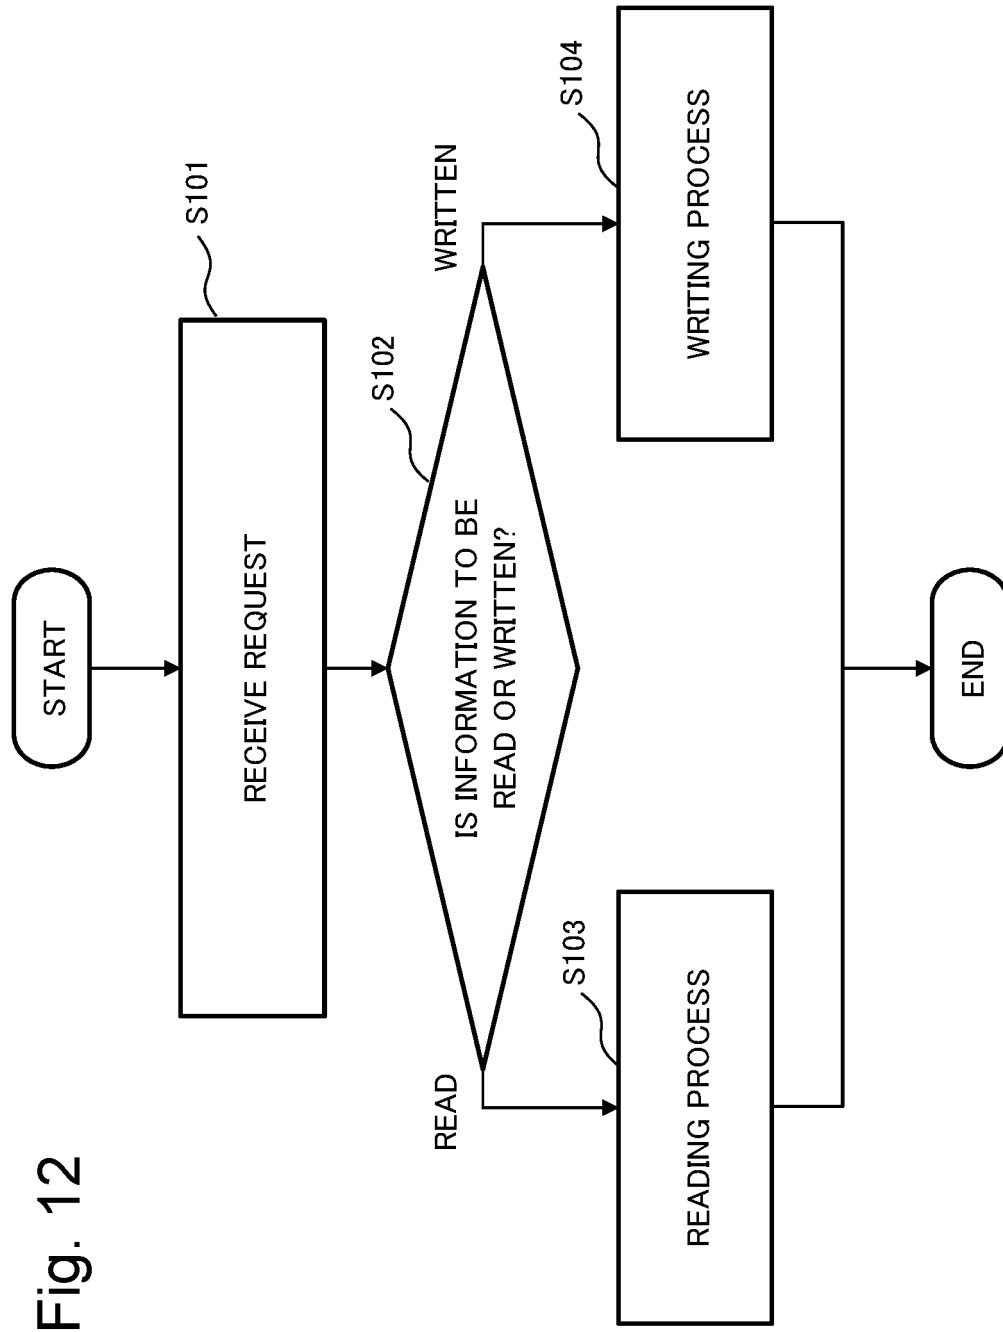 Fig. 12
START
RECEIVE REQUEST
S101
IS INFORMATION TO BE
READ OR WRITTEN?
S102
READ
WRITTEN
READING PROCESS
S103
WRITING PROCESS
S104
END